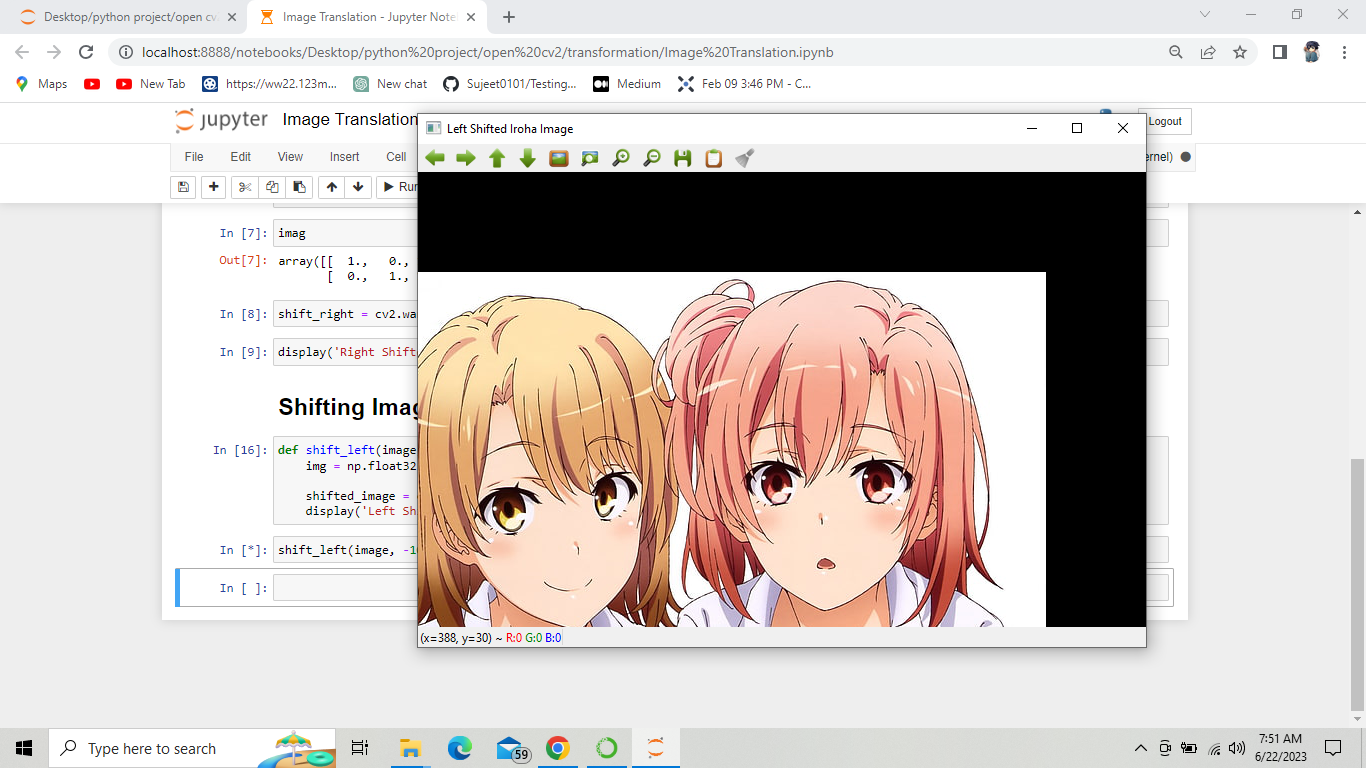 Desktop/python project/open cv
Image Translation - Jupyter Note
localhost:8888/notebooks/Desktop/python%20project/open%20cv2/transformation/Image%20Translation.ipynb
Maps
New Tab
https://ww22.123m...
New chat
Sujeet0101/Testing...
Medium
Feb 09 3:46 PM - C...
jupyter
Image Translation
Logout
Left Shifted Iroha Image
File
Edit
View
Insert
Cell
ernel)
Run
In [7]:
imag
Out[7]:
array([[ 1., 0.,
[ 0., 1.,
In [8]:
shift_right = cv2.wa
In [9]:
display('Right Shift
Shifting Imag
In [16]:
def shift_left(image
img = np.float32
shifted_image =
display('Left Sh
In [*]:
shift_left(image, -10
In [ ]:
(x=388, y=30) ~ R:0 G:0 B:0
Type here to search
59
7:51 AM
6/22/2023